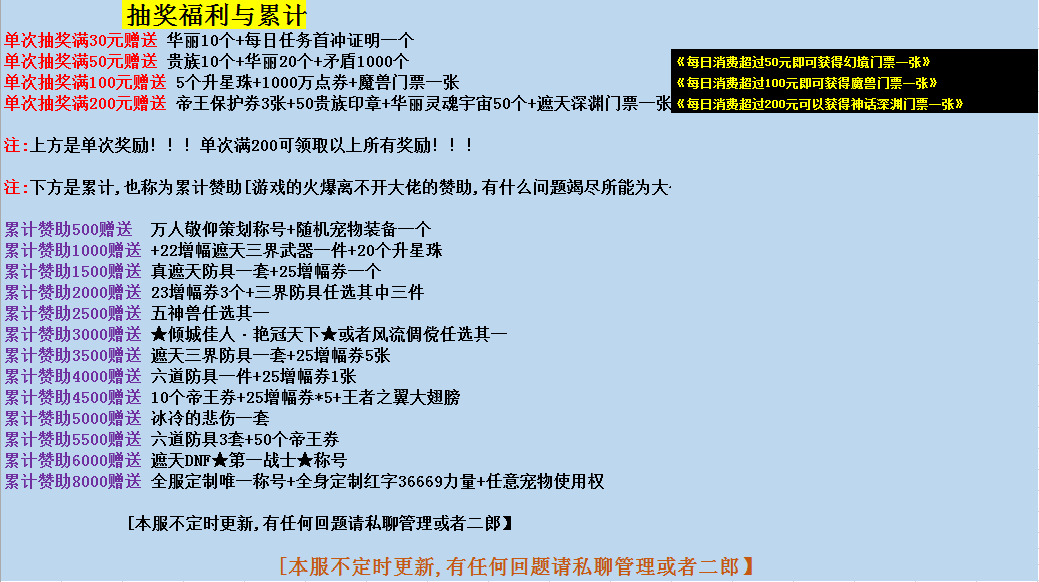 抽奖福利与累计
单次抽奖满30元赠送 华丽10个+每日任务首冲证明一个
单次抽奖满50元赠送 贵族10个+华丽20个+矛盾1000个
《每日消费超过50元即可获得幻境门票一张》
单次抽奖满100元赠送 5个升星珠+1000万点券+魔兽门票一张
《每日消费超过100元即可获得魔兽门票一张》
单次抽奖满200元赠送 帝王保护券3张+50贵族印章+华丽灵魂宇宙50个+遮天深渊门票一张
《每日消费超过200元可以获得神话深渊门票一张》
注:上方是单次奖励！！！单次满200可领取以上所有奖励！！！
注:下方是累计,也称为累计赞助[游戏的火爆离不开大佬的赞助,有什么问题竭尽所能为大
累计赞助500赠送 万人敬仰策划称号+随机宠物装备一个
累计赞助1000赠送 +22增幅遮天三界武器一件+20个升星珠
累计赞助1500赠送 真遮天防具一套+25增幅券一个
累计赞助2000赠送 23增幅券3个+三界防具任选其中三件
累计赞助2500赠送 五神兽任选其一
累计赞助3000赠送 ★倾城佳人·艳冠天下★或者风流倜傥任选其一
累计赞助3500赠送 遮天三界防具一套+25增幅券5张
累计赞助4000赠送 六道防具一件+25增幅券1张
累计赞助4500赠送 10个帝王券+25增幅券*5+王者之翼大翅膀
累计赞助5000赠送 冰冷的悲伤一套
累计赞助5500赠送 六道防具3套+50个帝王券
累计赞助6000赠送 遮天DNF★第一战士★称号
累计赞助8000赠送 全服定制唯一称号+全身定制红字36669力量+任意宠物使用权
[本服不定时更新,有任何回题请私聊管理或者二郎】
[本服不定时更新,有任何回题请私聊管理或者二郎】